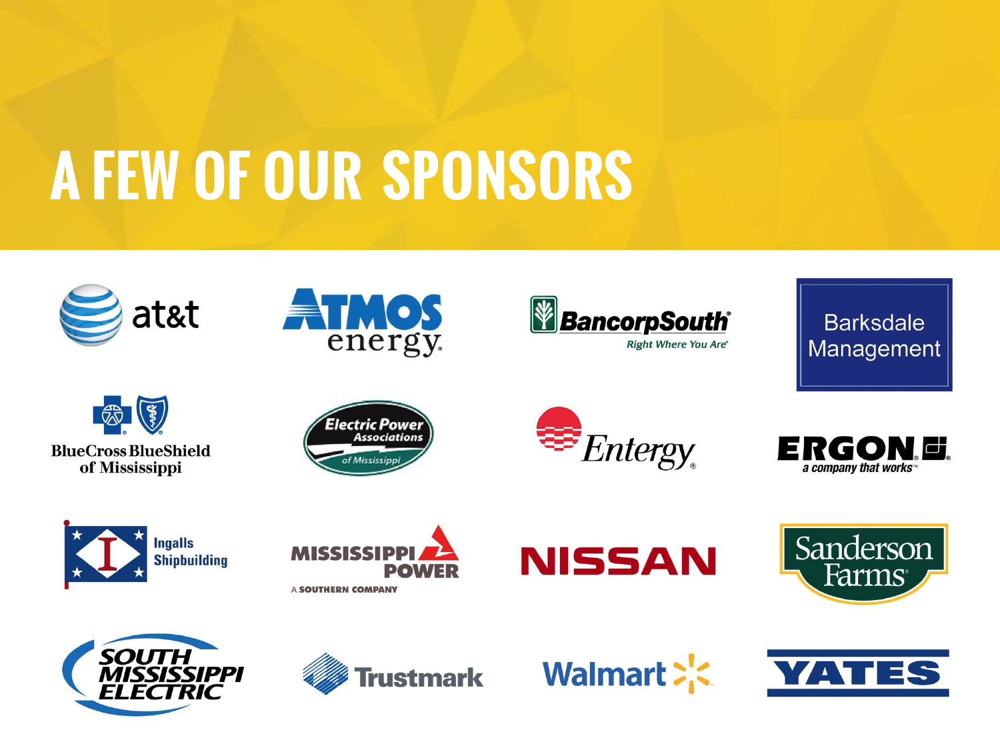 A FEW OF OUR SPONSORS
at&t
ATMOS
energy®
BancorpSouth®
Right Where You Are®
Barksdale
Management
BlueCross BlueShield
of Mississippi
Electric Power
Associations
of Mississippi
Entergy®
ERGON®
a company that works™
Ingalls
Shipbuilding
MISSISSIPPI
POWER
A SOUTHERN COMPANY
NISSAN
Sanderson
Farms®
SOUTH
MISSISSIPPI
ELECTRIC
Trustmark
Walmart
YATES